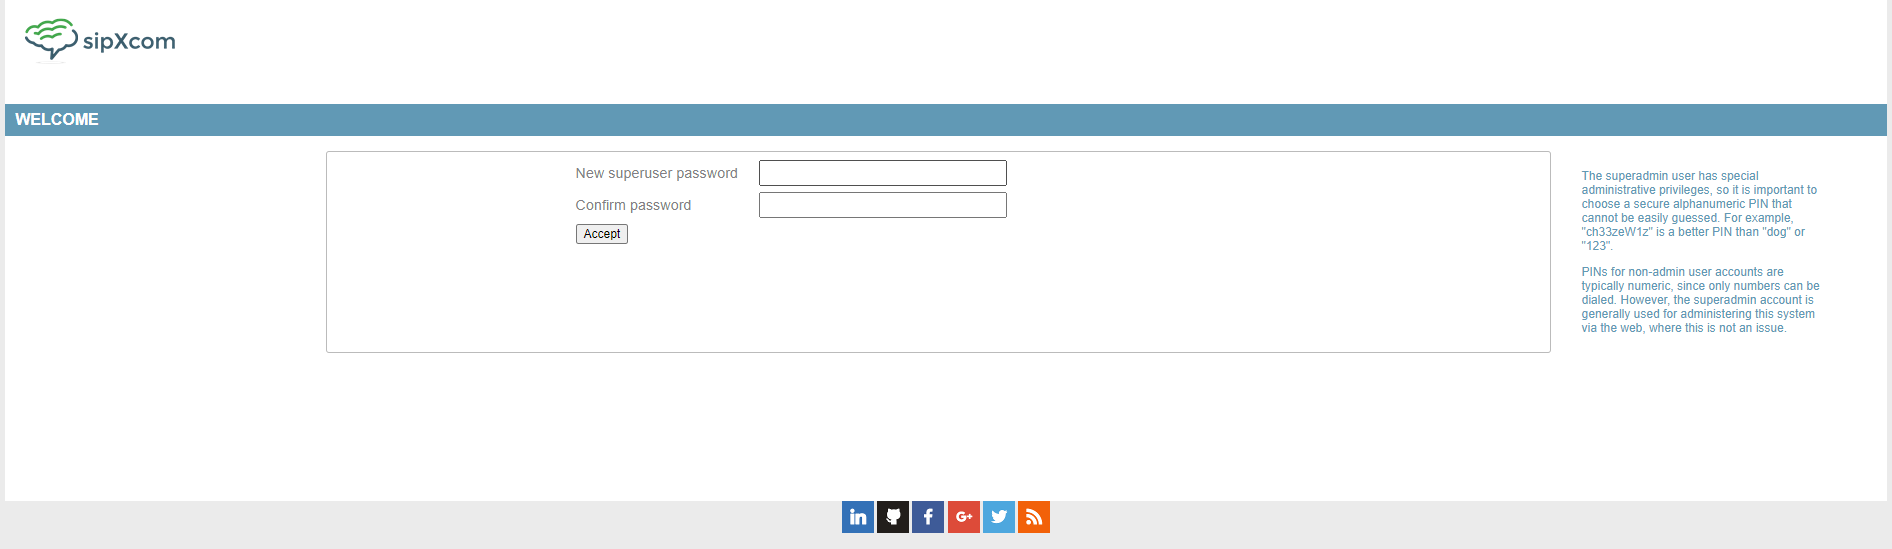 sipXcom
WELCOME
New superuser password
Confirm password
Accept
The superadmin user has special
administrative privileges, so it is important to
choose a secure alphanumeric PIN that
cannot be easily guessed. For example,
"ch33zeW1z" is a better PIN than "dog" or
"123".
PINs for non-admin user accounts are
typically numeric, since only numbers can be
dialed. However, the superadmin account is
generally used for administering this system
via the web, where this is not an issue.
in
f
G+